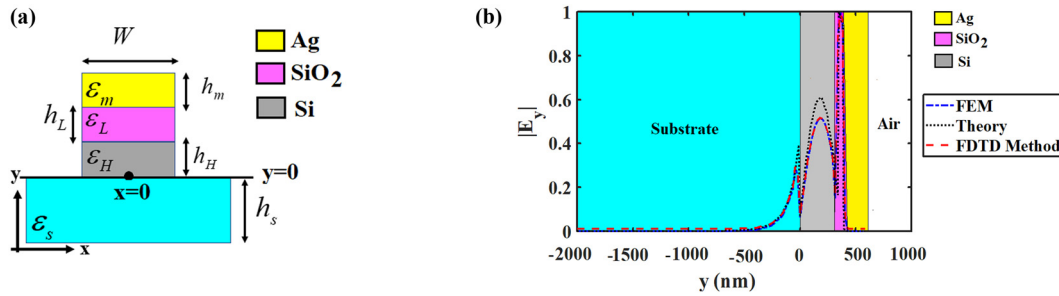 (a)
W
Ag
SiO2
Si
εm
hm
hL
εL
εH
hH
y
y=0
x=0
εs
hs
x
(b)
1
0.8
0.6
0.4
0.2
0
|Ey|
Substrate
Air
-2000 -1500 -1000 -500 0 500 1000
y (nm)
Ag
SiO2
Si
FEM
Theory
FDTD Method